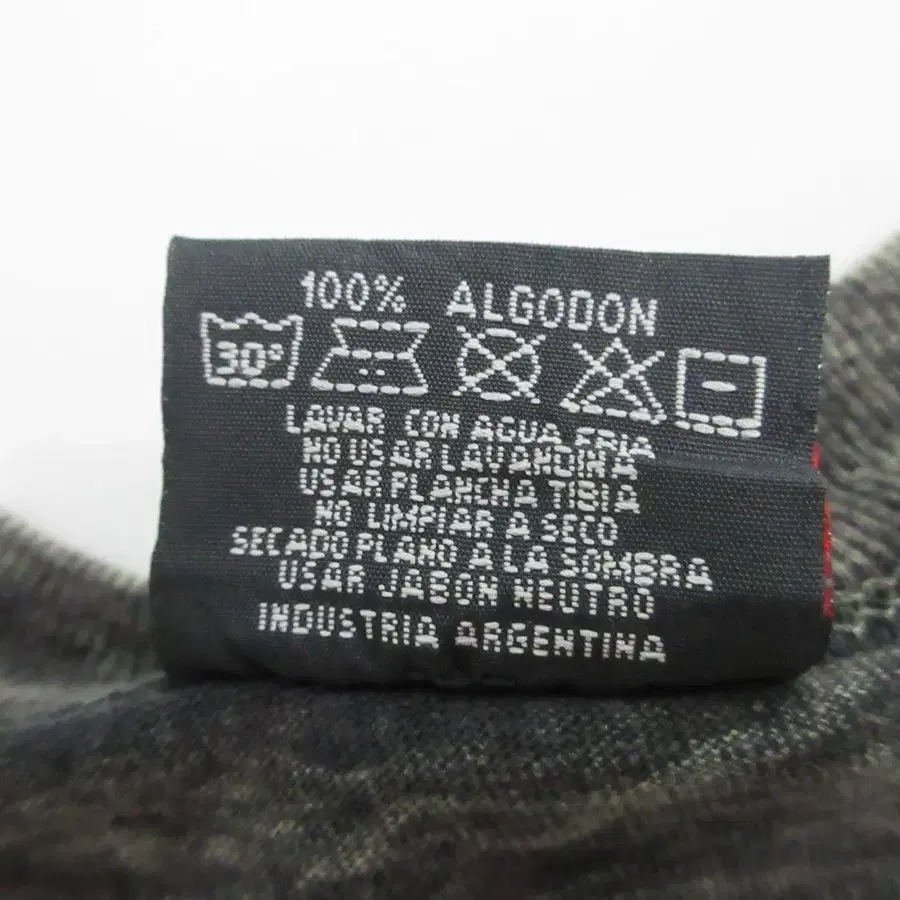 100% ALGODON
30°
LAVAR CON AGUA FRIA
NO USAR LAVANDINA
USAR PLANCHA TIBIA
NO LIMPIAR A SECO
SECADO PLANO A LA SOMBRA
USAR JABON NEUTRO
INDUSTRIA ARGENTINA